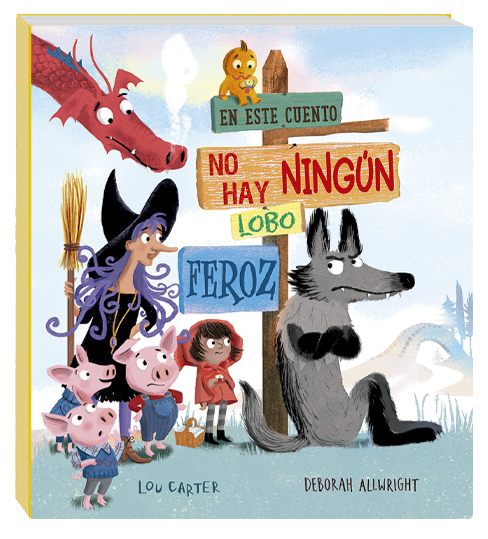 EN ESTE CUENTO
NO HAY NINGÚN
LOBO
FEROZ
LOU CARTER
DEBORAH ALLWRIGHT